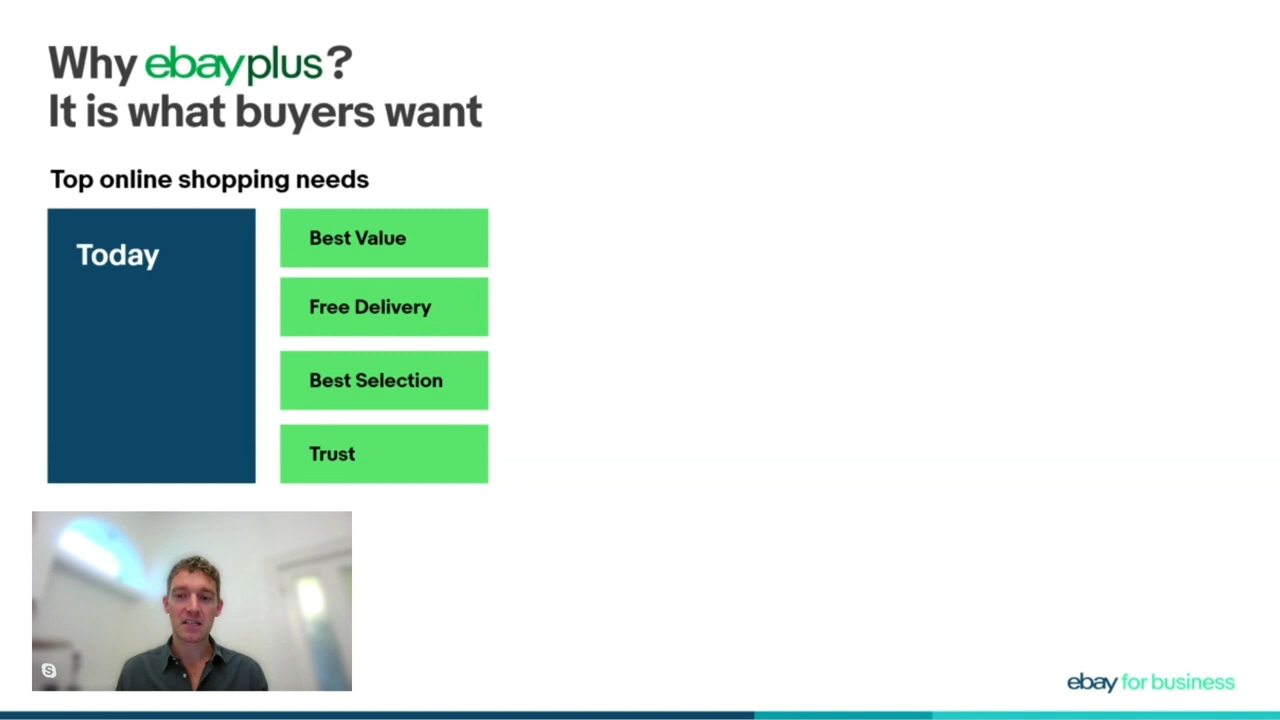 Why ebayplus?
It is what buyers want
Top online shopping needs
Today
Best Value
Free Delivery
Best Selection
Trust
S
ebay for business